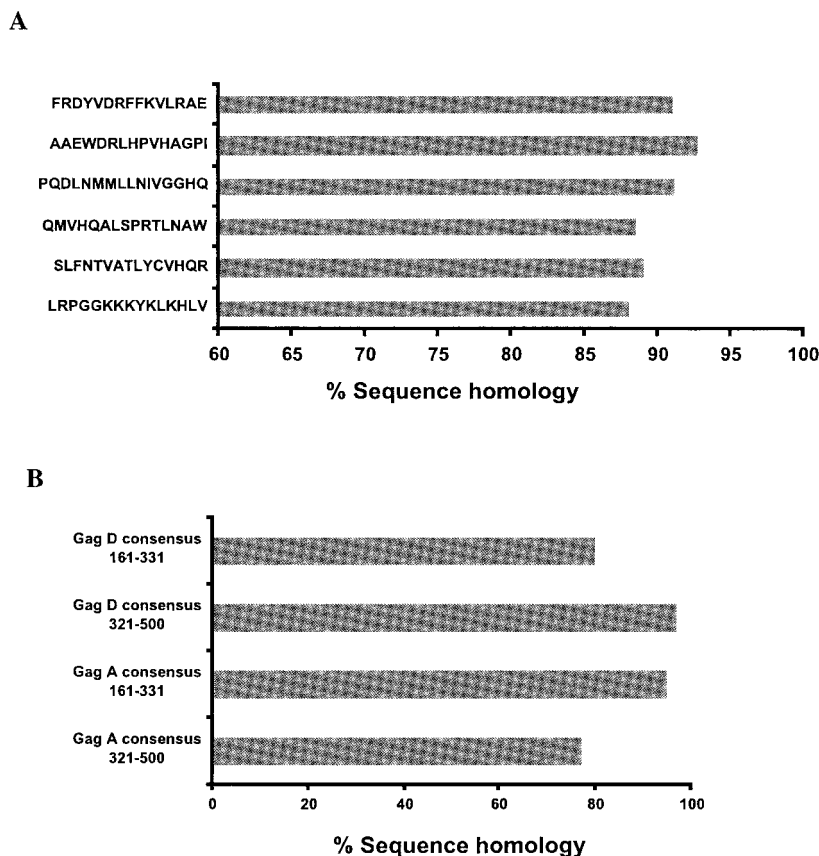 A
FRDYVDRFFKVLRAE
AAEWDRLHPVHAGPI
PQDLNMMLLNIVGGHQ
QMVHQALSPRTLNAW
SLFNTVATLYCVHQR
LRPGGKKKYKLKHLV
60 65 70 75 80 85 90 95 100
% Sequence homology
B
Gag D consensus
161-331
Gag D consensus
321-500
Gag A consensus
161-331
Gag A consensus
321-500
0 20 40 60 80 100
% Sequence homology